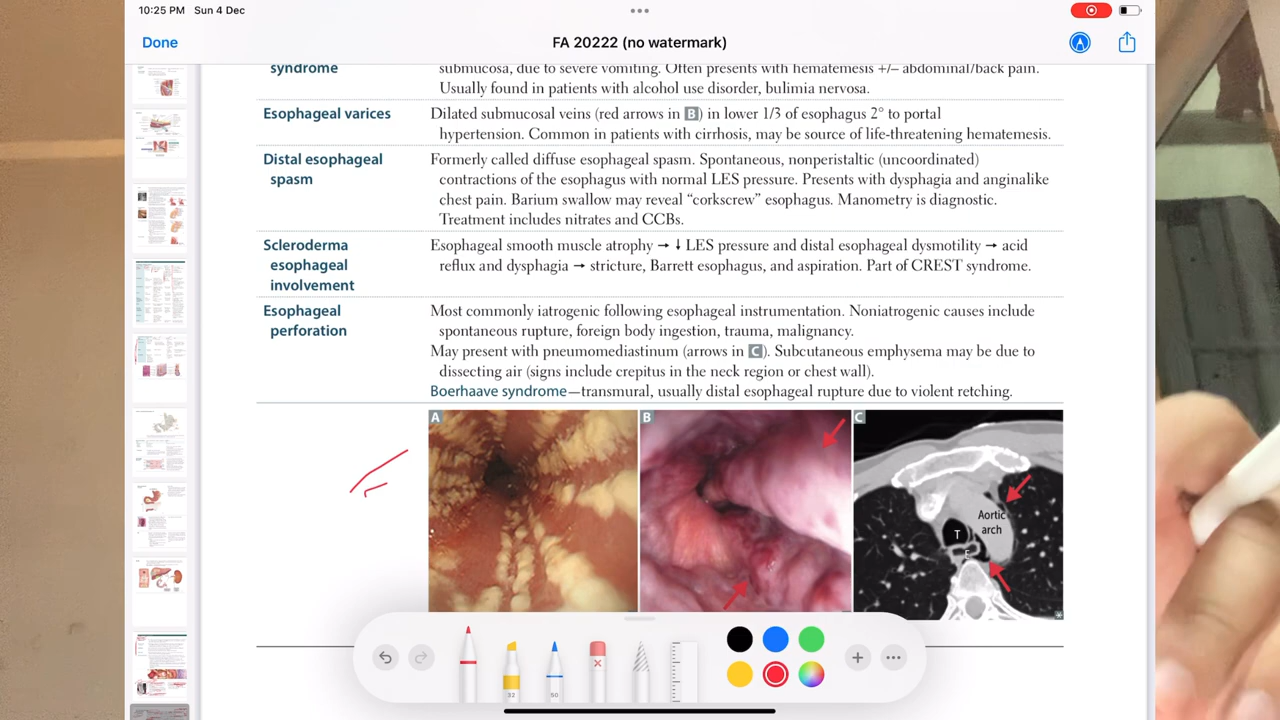 10:25 PM Sun 4 Dec
Done
FA 20222 (no watermark)
syndrome
submucosa, due to severe vomiting. Often presents with hematemesis +/– abdominal/back pain.
Usually found in patients with alcohol use disorder, bulimia nervosa.
Esophageal varices
Dilated submucosal veins (red arrows in B) in lower 1/3 of esophagus 2° to portal
hypertension. Common in patients with cirrhosis, may be source of life-threatening hematemesis.
Distal esophageal
spasm
Formerly called diffuse esophageal spasm. Spontaneous, nonperistaltic (uncoordinated)
contractions of the esophagus with normal LES pressure. Presents with dysphagia and anginalike
chest pain. Barium swallow may reveal “corkscrew” esophagus. Manometry is diagnostic.
Treatment includes nitrates and CCBs.
Scleroderma
esophageal
involvement
Esophageal smooth muscle atrophy → ↓ LES pressure and distal esophageal dysmotility → acid
reflux and dysphagia → stricture, Barrett esophagus, and aspiration. Part of CREST syndrome.
Esophageal
perforation
Most commonly iatrogenic following esophageal instrumentation. Noniatrogenic causes include
spontaneous rupture, foreign body ingestion, trauma, malignancy.
May present with pneumomediastinum (arrows in C). Subcutaneous emphysema may be due to
dissecting air (signs include crepitus in the neck region or chest wall).
Boerhaave syndrome—transmural, usually distal esophageal rupture due to violent retching.
A
B
C
Aortic
arch
T
E
32
50